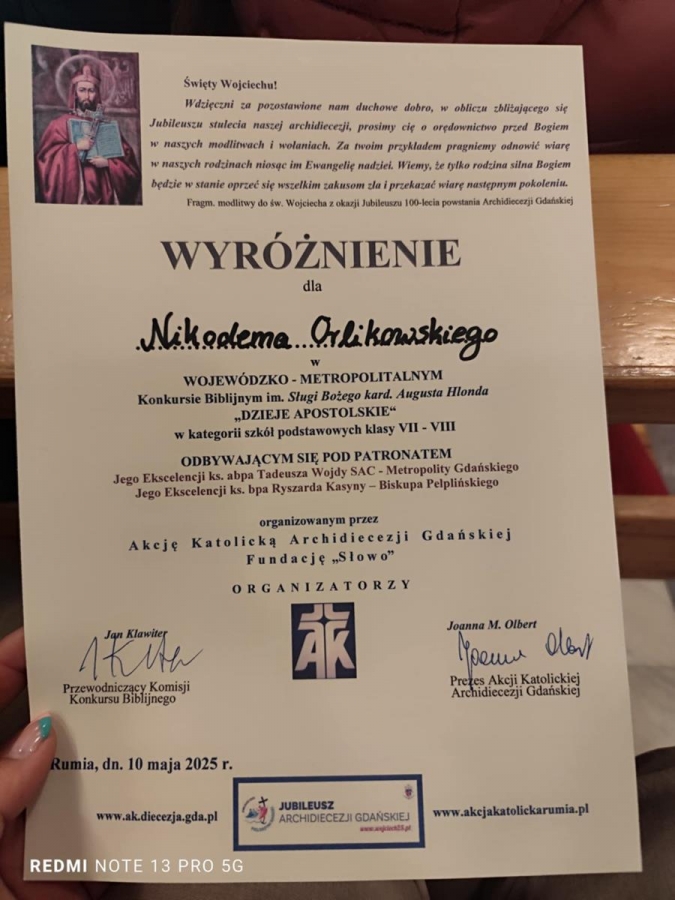 Święty Wojciechu!
Wdzięczni za pozostawione nam duchowe dobro, w obliczu zbliżającego się
Jubileuszu stulecia naszej archidiecezji, prosimy cię o orędownictwo przed Bogiem
w naszych modlitwach i wołaniach. Za twoim przykładem pragniemy odnowić wiarę
w naszych rodzinach niosąc im Ewangelię nadziei. Wiemy, że tylko rodzina silna Bogiem
będzie w stanie oprzeć się wszelkim zakusom zła i przekazać wiarę następnym pokoleniu.
Fragm. modlitwy do św. Wojciecha z okazji Jubileuszu 100-lecia powstania Archidiecezji Gdańskiej
WYRÓŻNIENIE
dla
Nikodema Orlikowskiego
w
WOJEWÓDZKO - METROPOLITALNYM
Konkursie Biblijnym im. Sługi Bożego kard. Augusta Hlonda
„DZIEJE APOSTOLSKIE“
w kategorii szkół podstawowych klasy VII - VIII
ODBYWAJĄCYM SIĘ POD PATRONATEM
Jego Ekscelencji ks. abpa Tadeusza Wojdy SAC - Metropolity Gdańskiego
Jego Ekscelencji ks. bpa Ryszarda Kasyny – Biskupa Pelplińskiego
organizowanym przez
Akcję Katolicką Archidiecezji Gdańskiej
Fundację „Słowo”
ORGANIZATORZY
Jan Klawiter
Przewodniczący Komisji
Konkursu Biblijnego
AK
Joanna M. Olbert
Joanna Olbert
Prezes Akcji Katolickiej
Archidiecezji Gdańskiej
Rumia, dn. 10 maja 2025 r.
www.ak.diecezja.gda.pl
JUBILEUSZ
ARCHIDIECEZJI GDAŃSKIEJ
www.akcjakatolickarumia.pl
REDMI NOTE 13 PRO 5G